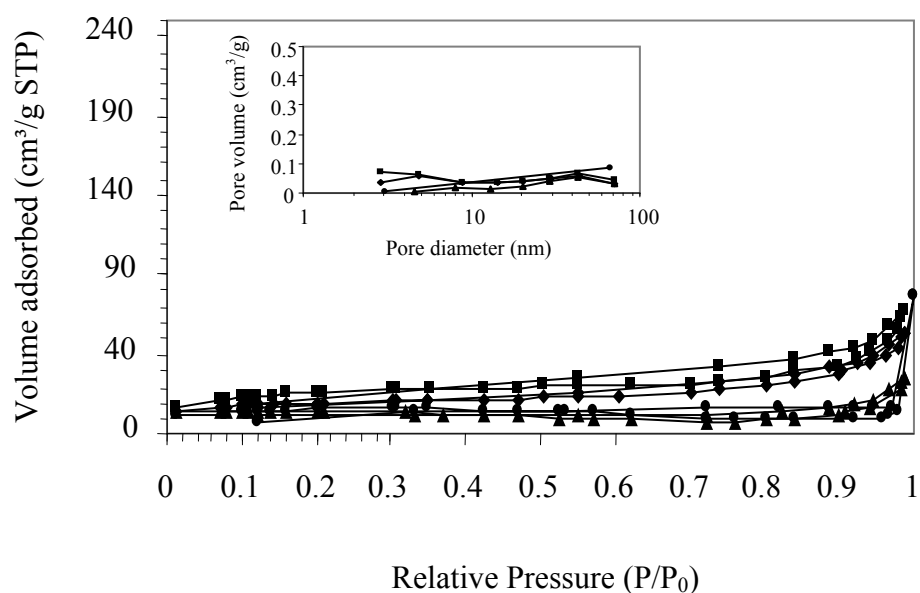 Volume adsorbed (cm³/g STP)
240
190
140
90
40
0
Pore volume (cm³/g)
0.5
0.4
0.3
0.2
0.1
0
1 10 100
Pore diameter (nm)
0 0.1 0.2 0.3 0.4 0.5 0.6 0.7 0.8 0.9 1
Relative Pressure (P/P₀)